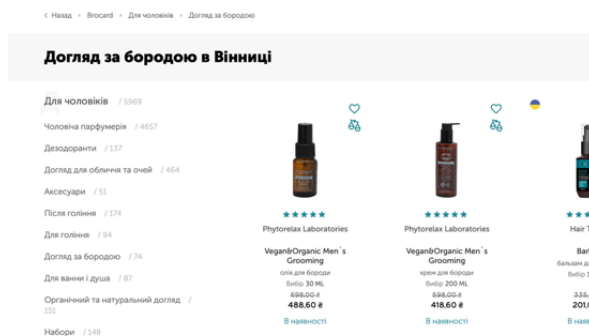 < Назад • Brocard • Для чоловіків • Догляд за бородою
Догляд за бородою в Вінниці
Для чоловіків / 5969
Чоловіча парфумерія / 4657
Дезодоранти / 137
Догляд для обличчя та очей / 464
Аксесуари / 51
Після гоління / 174
Для гоління / 94
Догляд за бородою / 74
Для ванни і душа / 87
Органічний та натуральний догляд /
151
Набори / 148
Phytorelax Laboratories
Vegan&Organic Men`s
Grooming
олія для бороди
Вибір 30 ML
698,00 ₴
488,60 ₴
В наявності
Phytorelax Laboratories
Vegan&Organic Men`s
Grooming
крем для бороди
Вибір 200 ML
598,00 ₴
418,60 ₴
В наявності
Hair T
Bar
бальзам д
Вибір 1
335,
201,
В ная